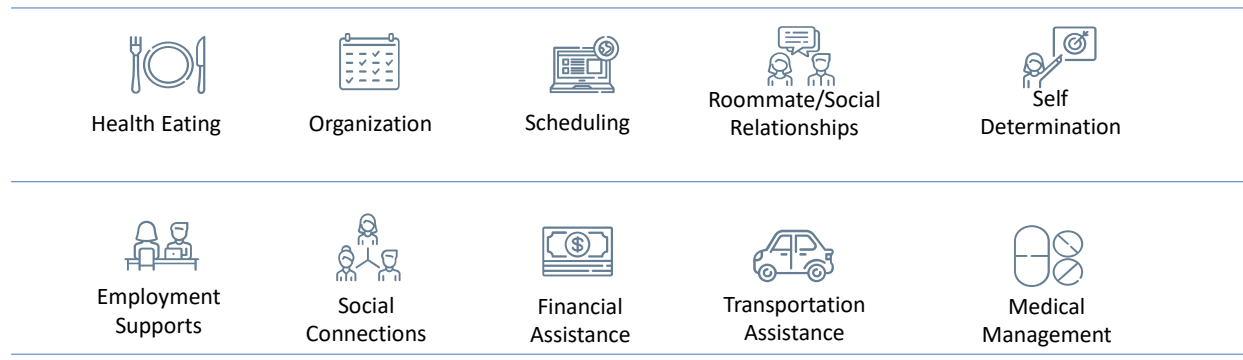 Health Eating
Organization
Scheduling
Roommate/Social
Relationships
Self
Determination
Employment
Supports
Social
Connections
Financial
Assistance
Transportation
Assistance
Medical
Management